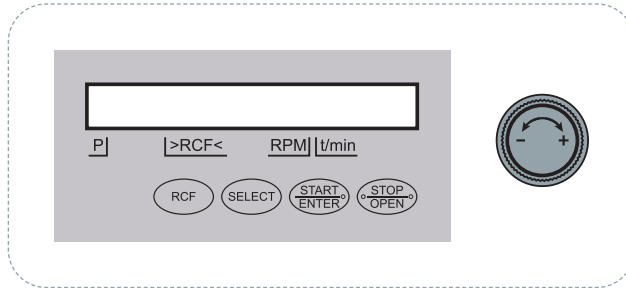 P >RCF< RPM t/min
RCF SELECT START ENTER STOP OPEN
- +